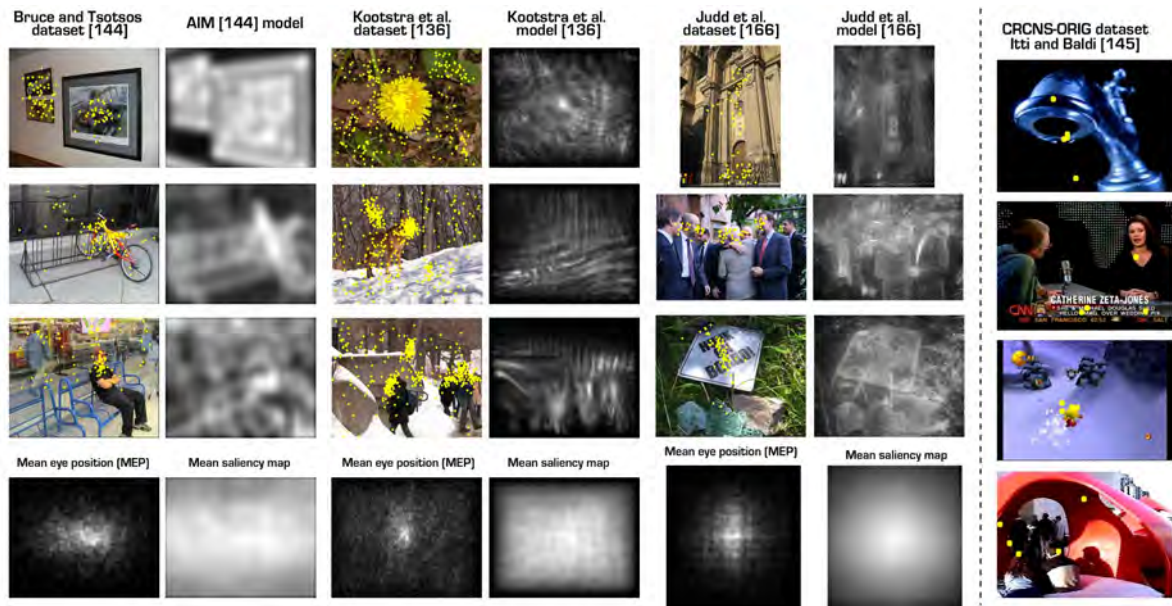 Bruce and Tsotsos
dataset [144]
AIM [144] model
Kootstra et al.
dataset [136]
Kootstra et al.
model [136]
Judd et al.
dataset [166]
Judd et al.
model [166]
CRCNS-ORIG dataset
Itti and Baldi [145]
CATHERINE ZETA-JONES
CNN
SAN FRANCISCO
Mean eye position (MEP)
Mean saliency map
Mean eye position (MEP)
Mean saliency map
Mean eye position (MEP)
Mean saliency map